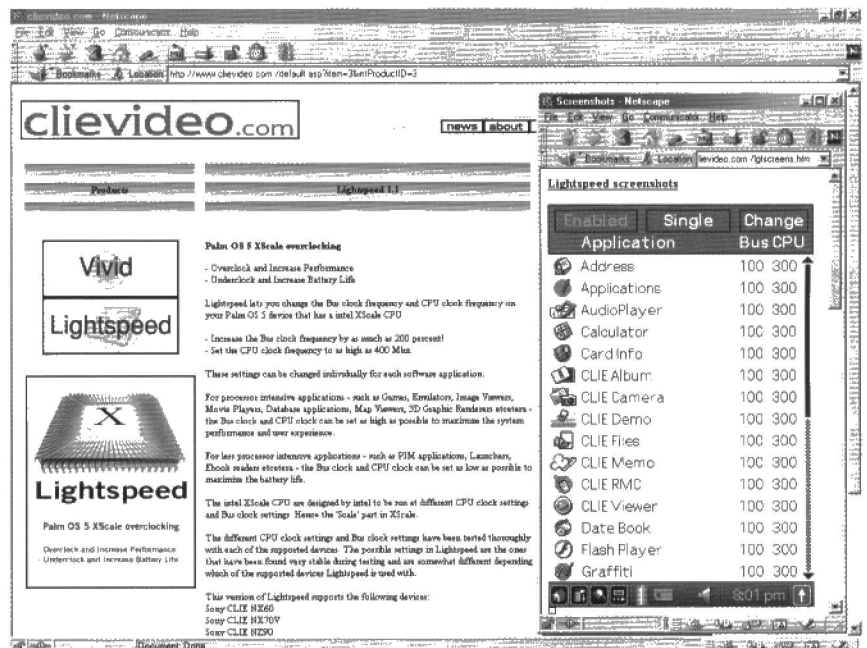 clievideo.com - Netscape
File Edit View Go Communicator Help
Bookmarks Location http://www.clievideo.com/default.asp?item=3&intProductID=3
clievideo.com
news about
Products
Lightspeed 1.1
Vivid
Lightspeed
X
Lightspeed
Palm OS 5 XScale overclocking
Overclock and Increase Performance
- Underclock and Increase Battery Life
Palm OS 5 XScale overclocking
- Overclock and Increase Performance
- Underclock and Increase Battery Life
Lightspeed lets you change the Bus clock frequency and CPU clock frequency on
your Palm OS 5 device that has a intel XScale CPU
- Increase the Bus clock frequency by as much as 200 percent!
- Set the CPU clock frequency to as high as 400 Mhz.
These settings can be changed individually for each software application.
For processor intensive applications - such as Games, Emulators, Image Viewers,
Movie Players, Database applications, Map Viewers, 3D Graphic Renderers etcetera -
the Bus clock and CPU clock can be set as high as possible to maximize the system
performance and user experience.
For less processor intensive applications - such as PIM applications, Launchers,
Ebook readers etcetera - the Bus clock and CPU clock can be set as low as possible to
maximize the battery life.
The intel XScale CPU are designed by intel to be run at different CPU clock settings
and Bus clock settings. Hence the 'Scale' part in XScale.
The different CPU clock settings and Bus clock settings have been tested thoroughly
with each of the supported devices. The possible settings in Lightspeed are the ones
that have been found very stable during testing and are somewhat different depending
which of the supported devices Lightspeed is used with.
This version of Lightspeed supports the following devices:
Sony CLIE NX60
Sony CLIE NX70V
Sony CLIE NZ90
Document: Done
Screenshots - Netscape
File Edit View Go Communicator Help
Bookmarks Location lievideo.com/lglscreens.htm
Lightspeed screenshots
Enabled Single Change
Application Bus CPU
Address 100 300
Applications 100 300
AudioPlayer 100 300
Calculator 100 300
Card Info 100 300
CLIE Album 100 300
CLIE Camera 100 300
CLIE Demo 100 300
CLIE Files 100 300
CLIE Memo 100 300
CLIE RMC 100 300
CLIE Viewer 100 300
Date Book 100 300
Flash Player 100 300
Graffiti 100 300
8:01 pm